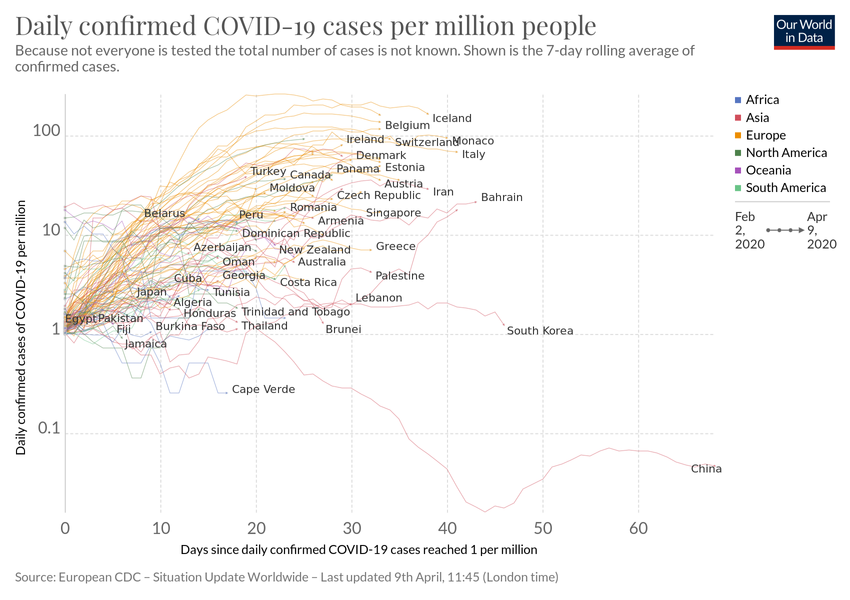 Daily confirmed COVID-19 cases per million people
Because not everyone is tested the total number of cases is not known. Shown is the 7-day rolling average of
confirmed cases.
Our World
in Data
Daily confirmed cases of COVID-19 per million
100
10
1
0.1
Iceland
Belgium
Ireland
Switzerland
Monaco
Italy
Denmark
Estonia
Panama
Turkey
Canada
Austria
Moldova
Iran
Czech Republic
Bahrain
Romania
Singapore
Belarus
Peru
Armenia
Dominican Republic
Azerbaijan
New Zealand
Greece
Oman
Australia
Georgia
Palestine
Cuba
Costa Rica
Japan
Tunisia
Lebanon
Algeria
Honduras
Trinidad and Tobago
Egypt
Pakistan
Fiji
Burkina Faso
Thailand
Brunei
South Korea
Jamaica
Cape Verde
China
0
10
20
30
40
50
60
Days since daily confirmed COVID-19 cases reached 1 per million
Africa
Asia
Europe
North America
Oceania
South America
Feb
2,
2020
Apr
9,
2020
Source: European CDC – Situation Update Worldwide – Last updated 9th April, 11:45 (London time)